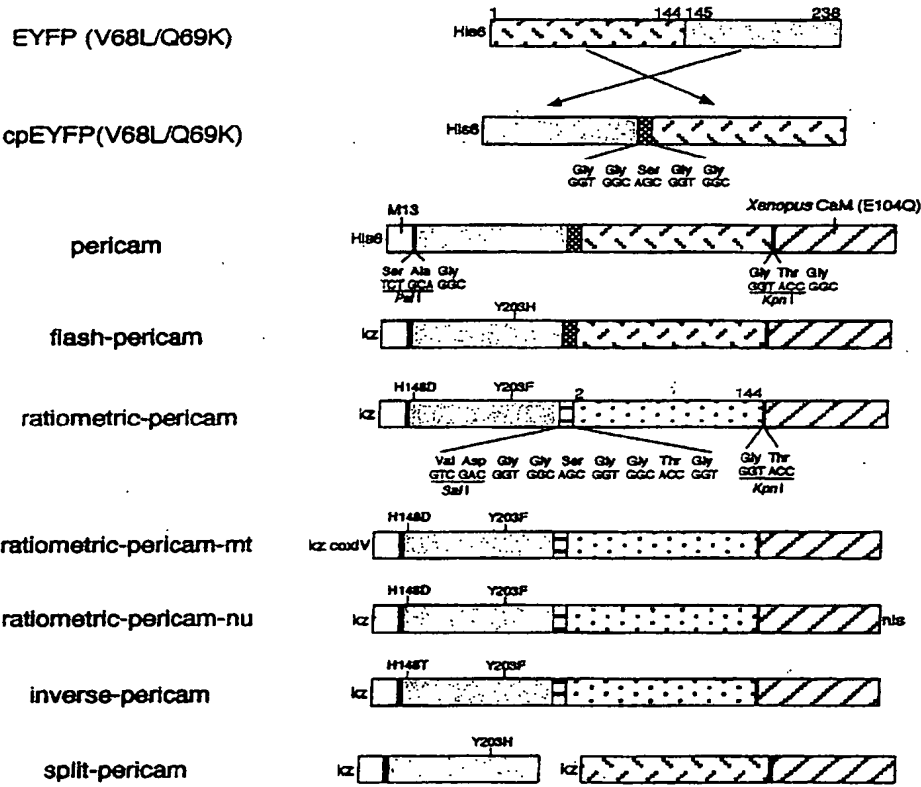 1 144 145 238
EYFP (V68L/Q69K) His6
cpEYFP(V68L/Q69K) His6
Gly Gly Ser Gly Gly
GGT GGC AGC GGT GGC
M13 Xenopus CaM (E104Q)
pericam His6
Ser Ala Gly Gly Thr Gly
TCT GCA GGC GGT ACC GGC
Pst I Kpn I
Y203H
flash-pericam kz
H148D Y203F 2 144
ratiometric-pericam kz
Val Asp Gly Gly Ser Gly Gly Thr Gly Gly Thr
GTC GAC GGT GGC AGC GGT GGC ACC GGT GGT ACC
Sal I Kpn I
H148D Y203F
ratiometric-pericam-mt kz coxIV
H148D Y203F
ratiometric-pericam-nu kz nls
H148T Y203F
inverse-pericam kz
Y203H
split-pericam kz kz